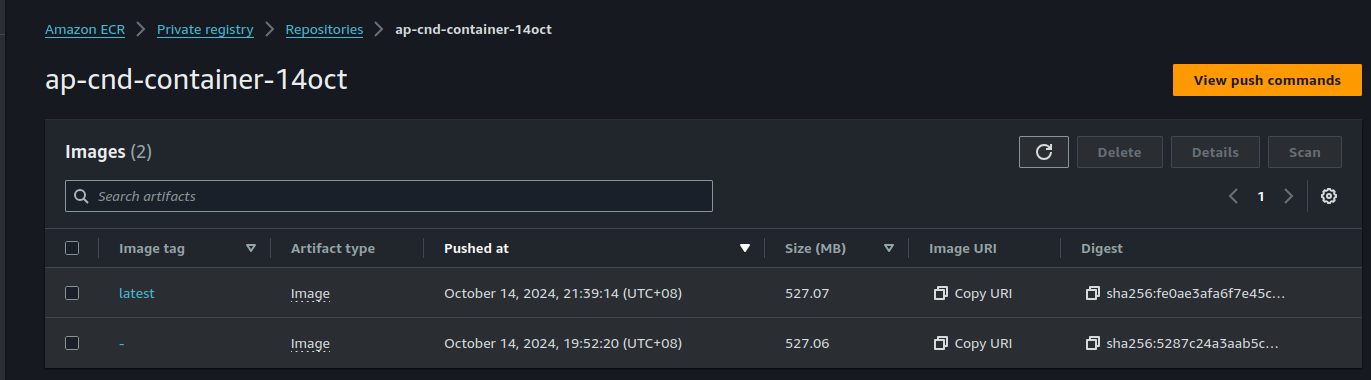 Amazon ECR > Private registry > Repositories > ap-cnd-container-14oct
ap-cnd-container-14oct
View push commands
Images (2)
Delete Details Scan
Search artifacts
1
Image tag Artifact type Pushed at Size (MB) Image URI Digest
latest Image October 14, 2024, 21:39:14 (UTC+08) 527.07 Copy URI sha256:fe0ae3afa6f7e45c...
- Image October 14, 2024, 19:52:20 (UTC+08) 527.06 Copy URI sha256:5287c24a3aab5c...